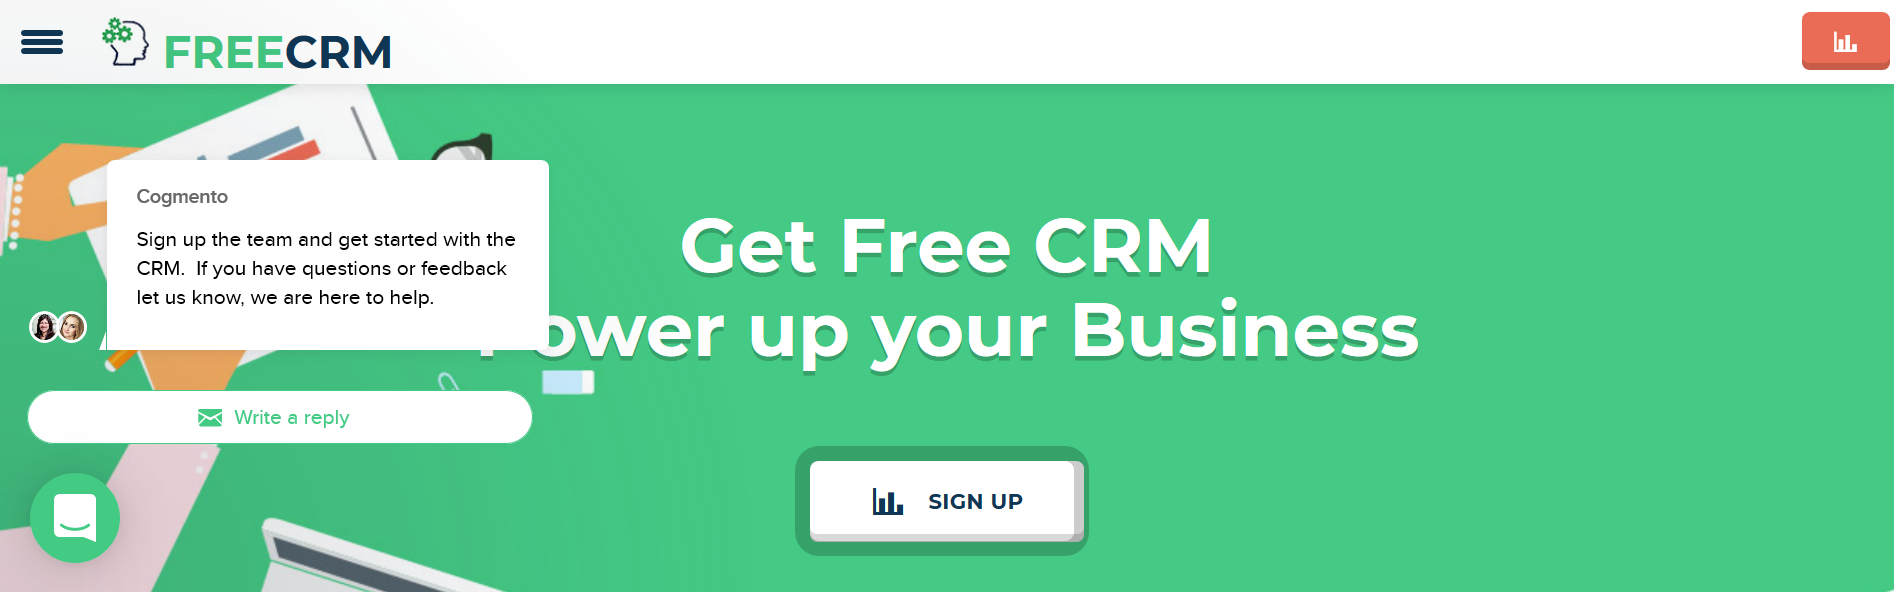 FREECRM
Cogmento
Sign up the team and get started with the
CRM. If you have questions or feedback
let us know, we are here to help.
Get Free CRM
Power up your Business
Write a reply
SIGN UP